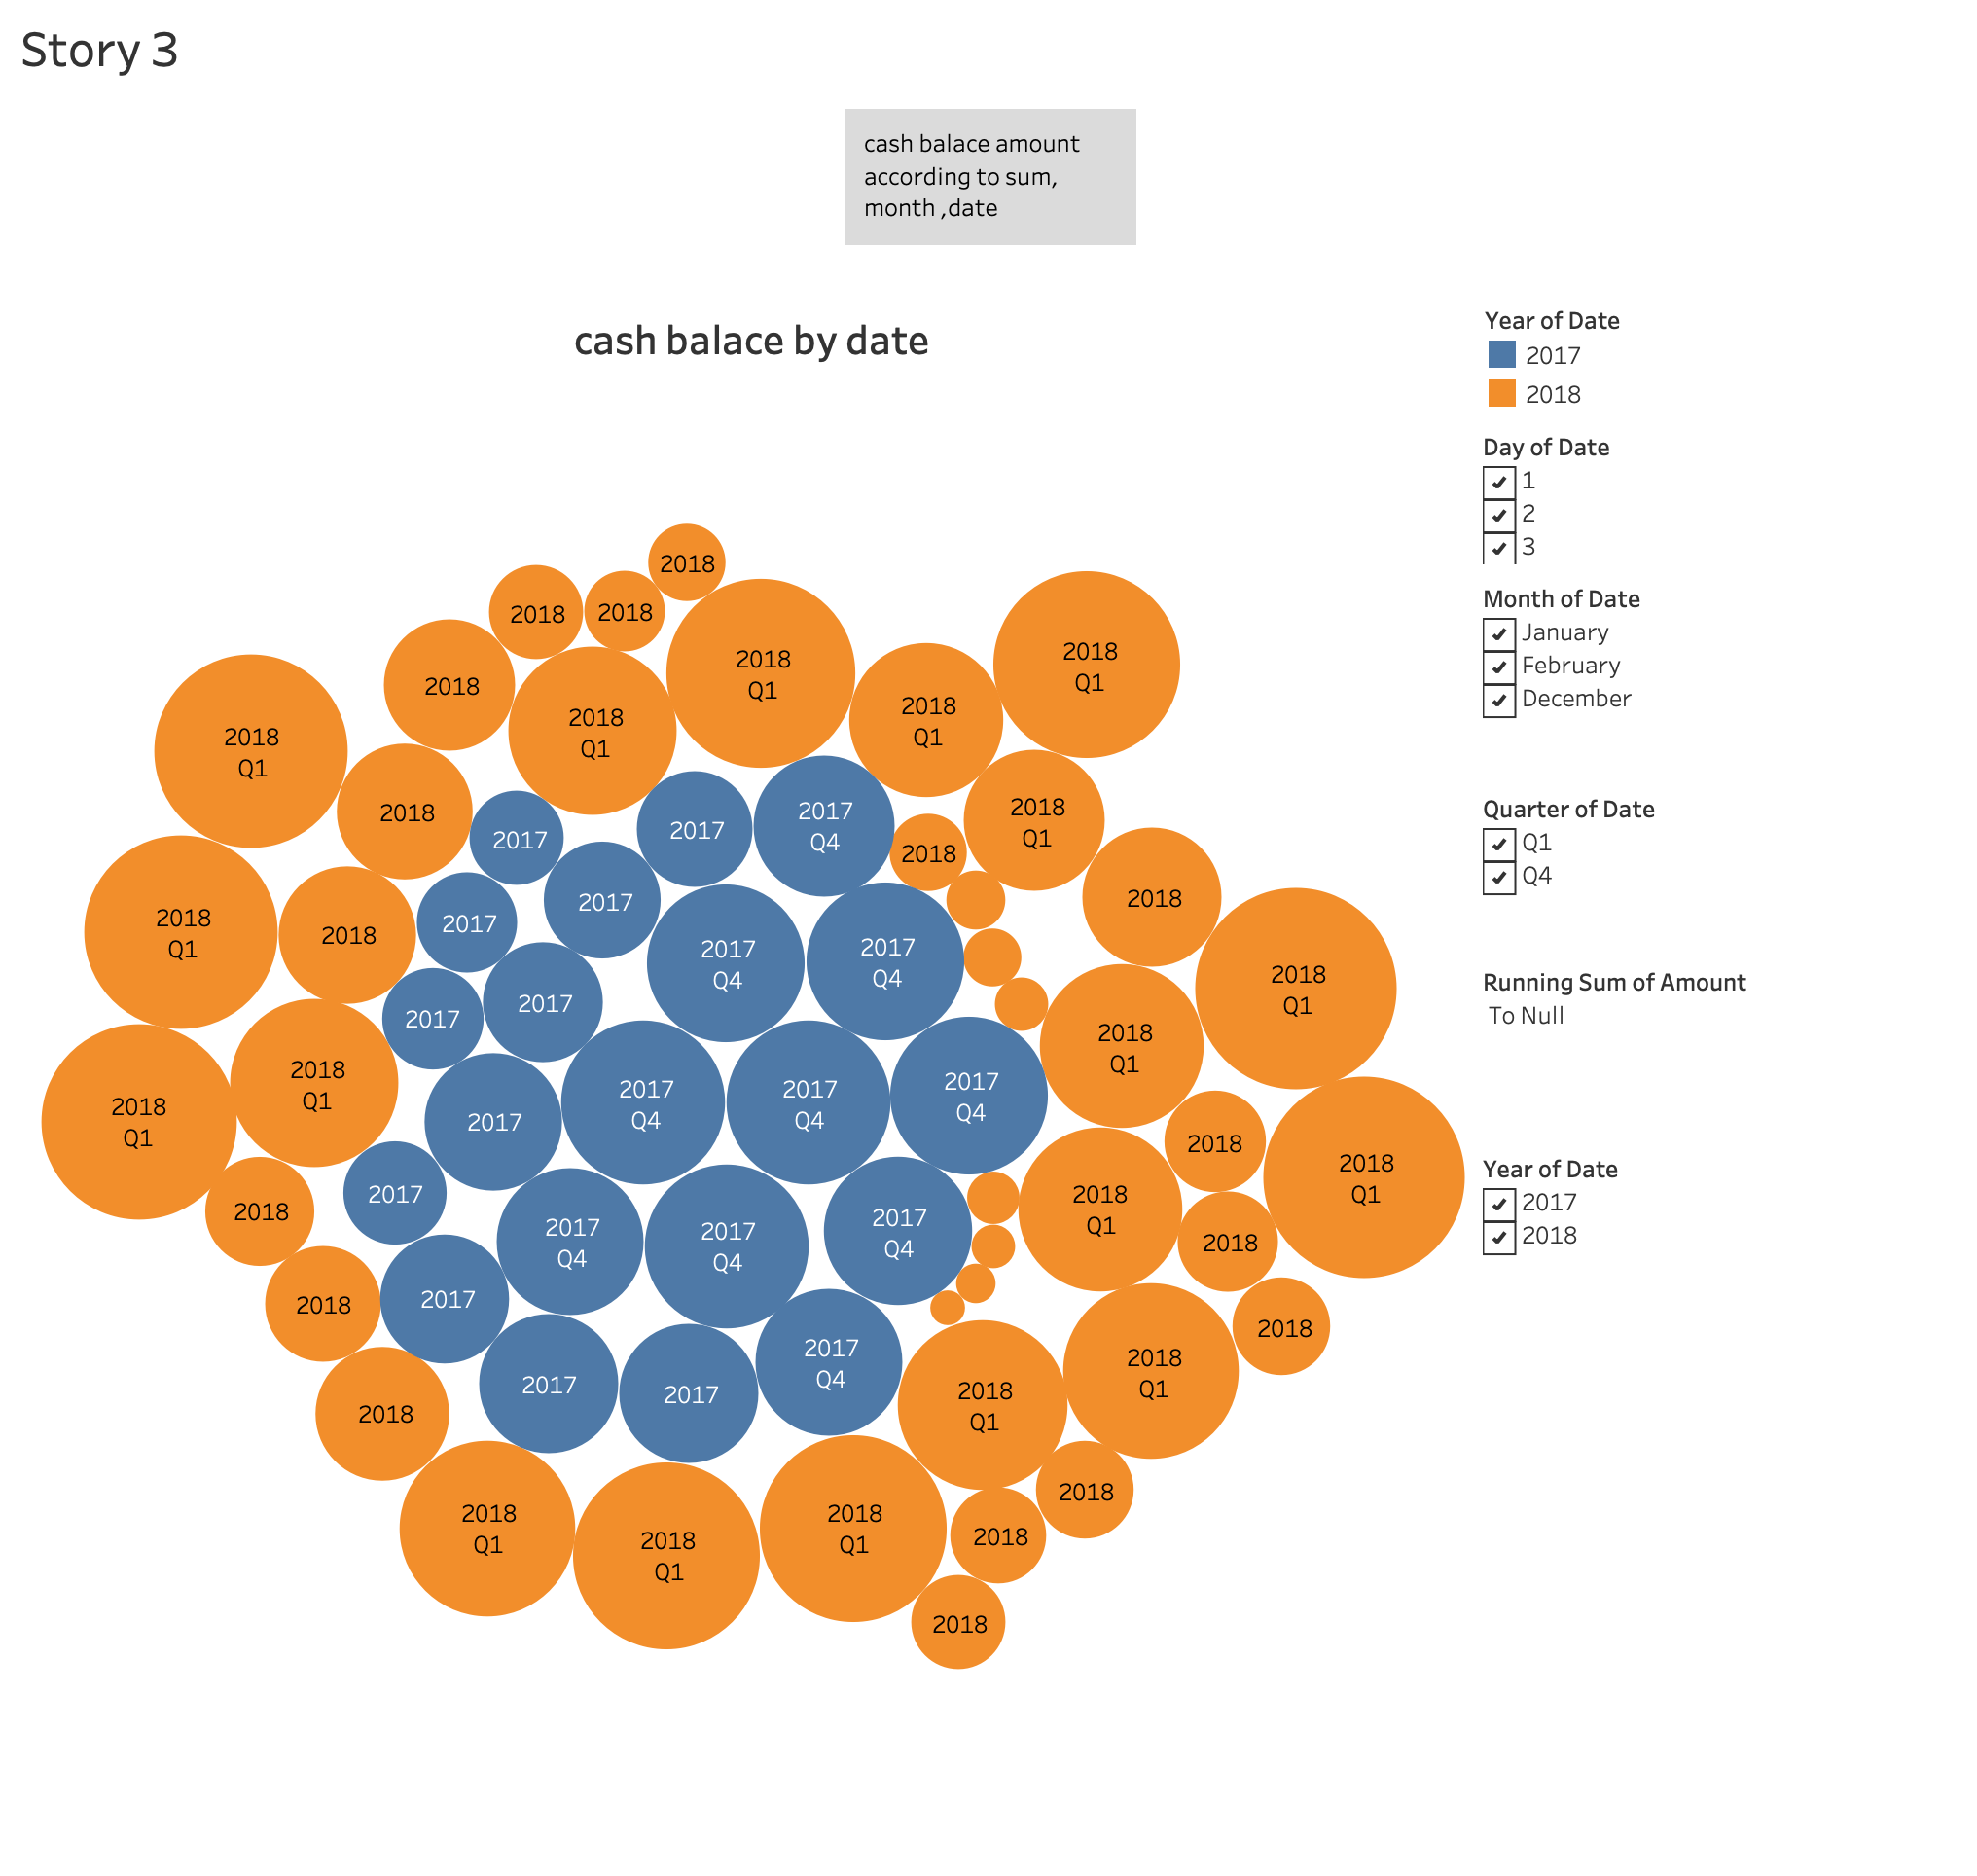 Story 3
cash balace amount
according to sum,
month ,date
cash balace by date
2018
2018
2018
2018
2018
Q1
2018
Q1
2018
Q1
2018
Q1
2018
Q1
2018
Q1
2018
2017
2017
2017
Q4
2018
2018
Q1
2018
2018
Q1
2018
2017
2017
2017
Q4
2017
Q4
2018
Q1
2017
2017
2018
Q1
2018
Q1
2018
Q1
2017
2017
Q4
2017
Q4
2017
Q4
2018
2018
Q1
2018
2017
2017
Q4
2017
Q4
2017
Q4
2018
Q1
2018
2018
2017
2018
2018
2017
2017
2017
Q4
2018
Q1
2018
Q1
2018
Q1
2018
Q1
2018
Q1
2018
2018
2018
Year of Date
2017
2018
Day of Date
1
2
3
Month of Date
January
February
December
Quarter of Date
Q1
Q4
Running Sum of Amount
To Null
Year of Date
2017
2018